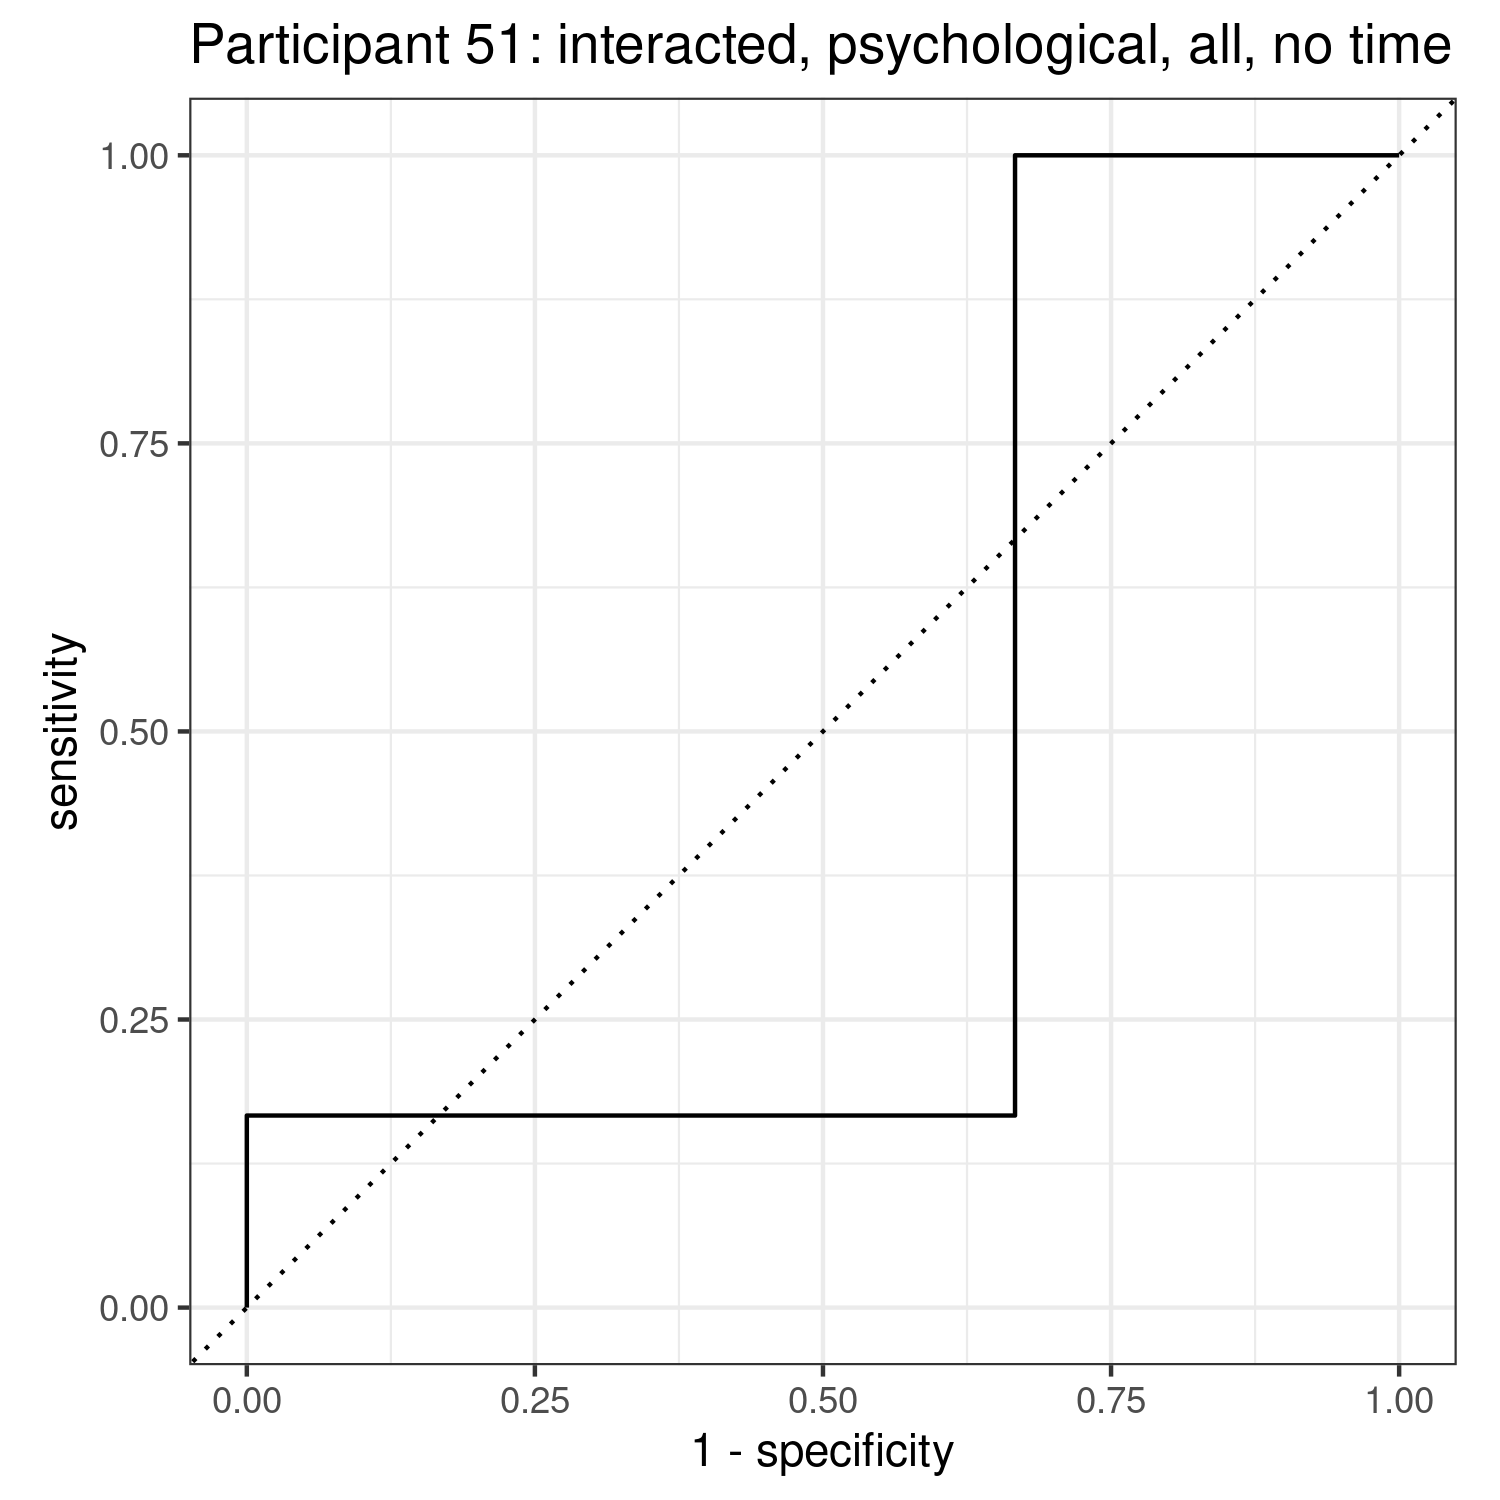 Participant 51: interacted, psychological, all, no time
1.00
0.75
0.50
0.25
0.00
sensitivity
0.00 0.25 0.50 0.75 1.00
1 - specificity